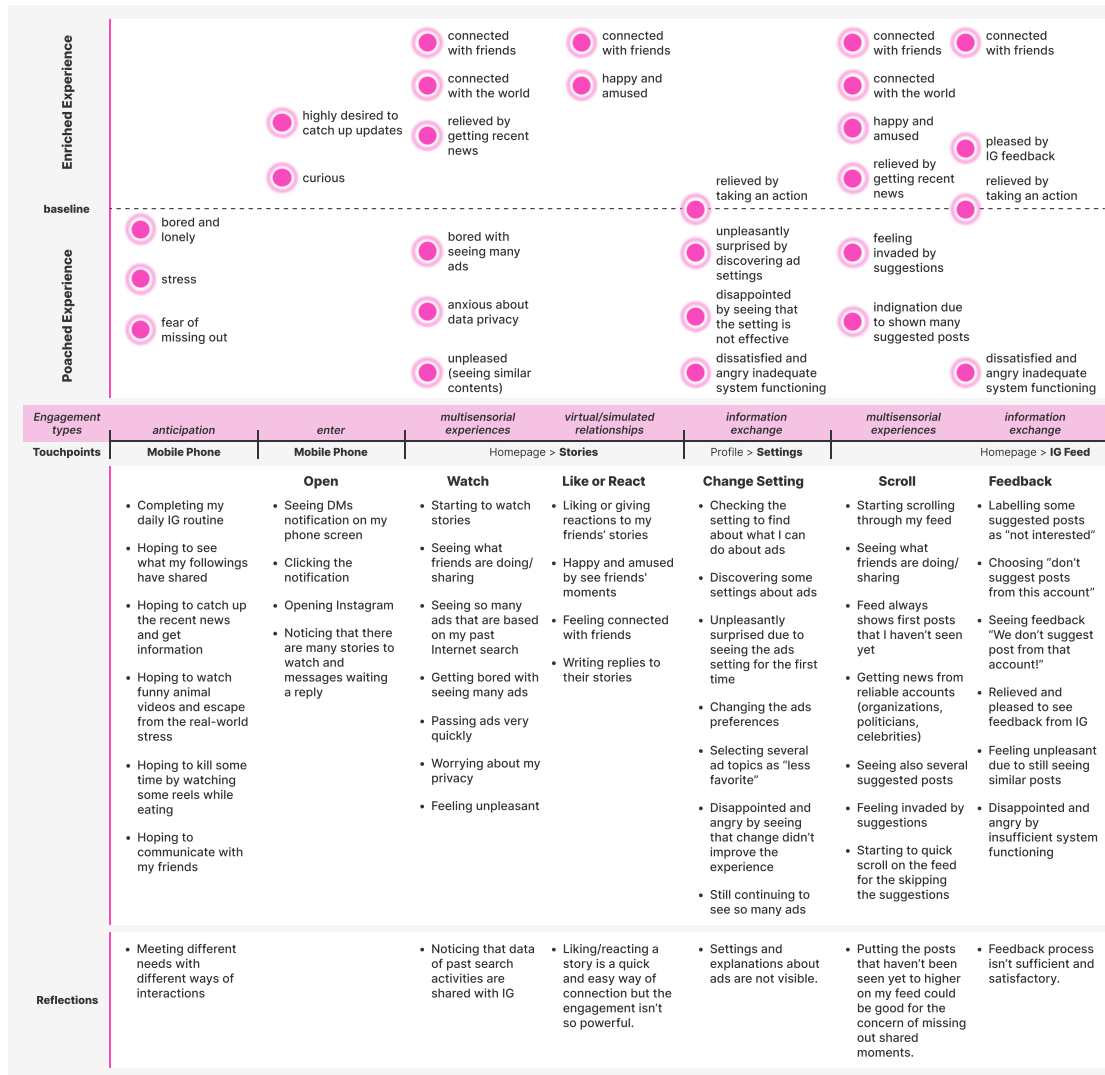 Enriched Experience
connected
with friends
connected
with the world
relieved by
getting recent
news
connected
with friends
happy and
amused
connected
with friends
connected
with the world
happy and
amused
relieved by
getting recent
news
connected
with friends
pleased by
IG feedback
relieved by
taking an action
highly desired to
catch up updates
curious
relieved by
taking an action
baseline
Poached Experience
bored and
lonely
stress
fear of
missing out
bored with
seeing many
ads
anxious about
data privacy
unpleased
(seeing similar
contents)
unpleasantly
surprised by
discovering ad
settings
disappointed
by seeing that
the setting is
not effective
dissatisfied and
angry inadequate
system functioning
feeling
invaded by
suggestions
indignation due
to shown many
suggested posts
dissatisfied and
angry inadequate
system functioning
Engagement
types
anticipation
enter
multisensorial
experiences
virtual/simulated
relationships
information
exchange
multisensorial
experiences
information
exchange
Touchpoints
Mobile Phone
Mobile Phone
Homepage > Stories
Profile > Settings
Homepage > IG Feed
• Completing my
daily IG routine
• Hoping to see
what my followings
have shared
• Hoping to catch up
the recent news
and get
information
• Hoping to watch
funny animal
videos and escape
from the real-world
stress
• Hoping to kill some
time by watching
some reels while
eating
• Hoping to
communicate with
my friends
Open
• Seeing DMs
notification on my
phone screen
• Clicking the
notification
• Opening Instagram
• Noticing that there
are many stories to
watch and
messages waiting
a reply
Watch
• Starting to watch
stories
• Seeing what
friends are doing/
sharing
• Seeing so many
ads that are based
on my past
Internet search
• Getting bored with
seeing many ads
• Passing ads very
quickly
• Worrying about my
privacy
• Feeling unpleasant
Like or React
• Liking or giving
reactions to my
friends’ stories
• Happy and amused
by see friends'
moments
• Feeling connected
with friends
• Writing replies to
their stories
Change Setting
• Checking the
setting to find
about what I can
do about ads
• Discovering some
settings about ads
• Unpleasantly
surprised due to
seeing the ads
setting for the first
time
• Changing the ads
preferences
• Selecting several
ad topics as “less
favorite”
• Disappointed and
angry by seeing
that change didn’t
improve the
experience
• Still continuing to
see so many ads
Scroll
• Starting scrolling
through my feed
• Seeing what
friends are doing/
sharing
• Feed always
shows first posts
that I haven’t seen
yet
• Getting news from
reliable accounts
(organizations,
politicians,
celebrities)
• Seeing also several
suggested posts
• Feeling invaded by
suggestions
• Starting to quick
scroll on the feed
for the skipping
the suggestions
Feedback
• Labelling some
suggested posts
as “not interested”
• Choosing “don’t
suggest posts
from this account”
• Seeing feedback
“We don’t suggest
post from that
account!”
• Relieved and
pleased to see
feedback from IG
• Feeling unpleasant
due to still seeing
similar posts
• Disappointed and
angry by
insufficient system
functioning
Reflections
• Meeting different
needs with
different ways of
interactions
• Noticing that data
of past search
activities are
shared with IG
• Liking/reacting a
story is a quick
and easy way of
connection but the
engagement isn’t
so powerful.
• Settings and
explanations about
ads are not visible.
• Putting the posts
that haven’t been
seen yet to higher
on my feed could
be good for the
concern of missing
out shared
moments.
• Feedback process
isn’t sufficient and
satisfactory.